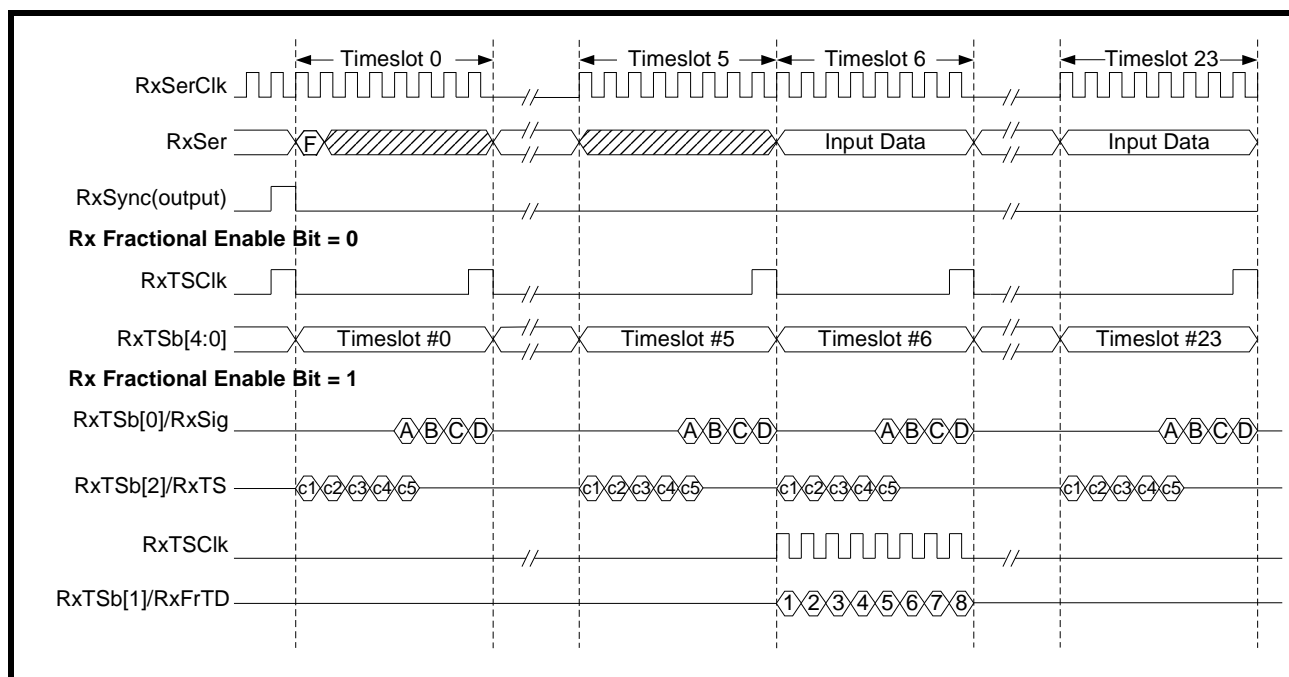 Timeslot 0 Timeslot 5 Timeslot 6 Timeslot 23
RxSerClk
RxSer F Input Data Input Data
RxSync(output)
Rx Fractional Enable Bit = 0
RxTSClk
RxTSb[4:0] Timeslot #0 Timeslot #5 Timeslot #6 Timeslot #23
Rx Fractional Enable Bit = 1
RxTSb[0]/RxSig A B C D A B C D A B C D A B C D
RxTSb[2]/RxTS c1 c2 c3 c4 c5 c1 c2 c3 c4 c5 c1 c2 c3 c4 c5 c1 c2 c3 c4 c5
RxTSClk
RxTSb[1]/RxFrTD 1 2 3 4 5 6 7 8